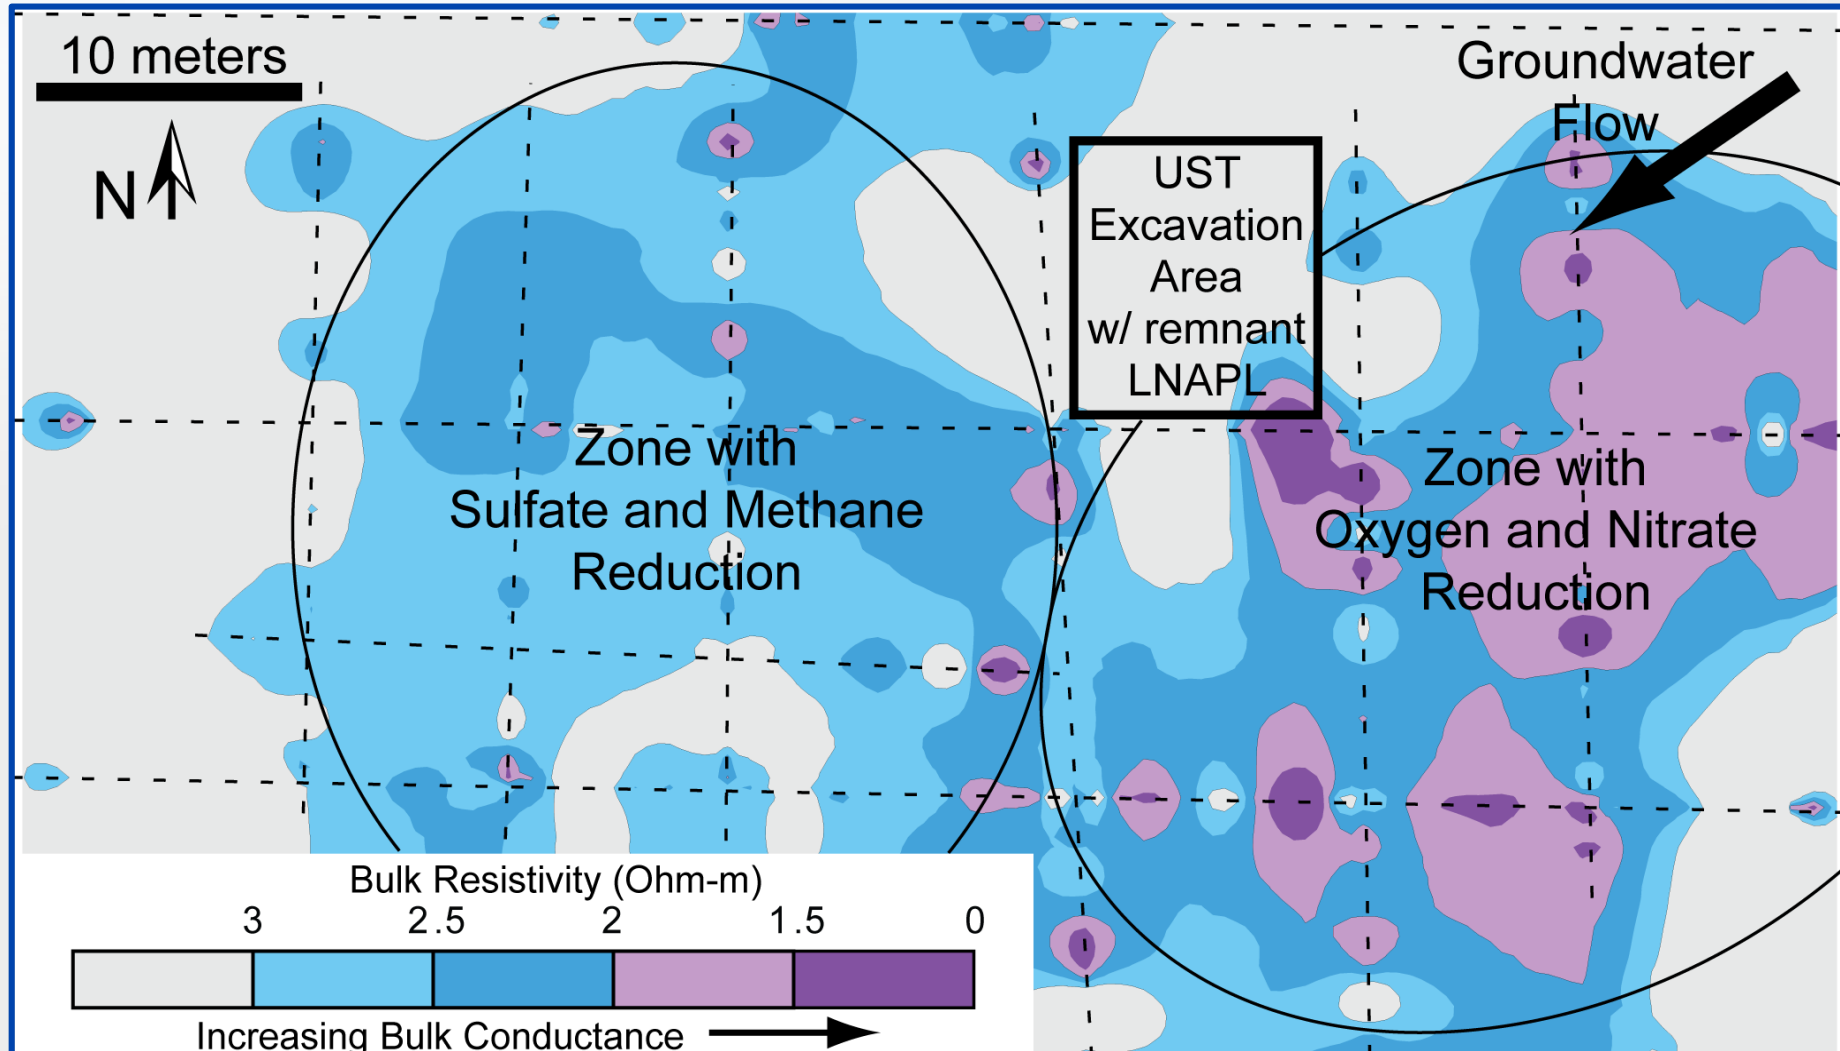 10 meters
N
Groundwater
Flow
UST
Excavation
Area
w/ remnant
LNAPL
Zone with
Sulfate and Methane
Reduction
Zone with
Oxygen and Nitrate
Reduction
Bulk Resistivity (Ohm-m)
3 2.5 2 1.5 0
Increasing Bulk Conductance